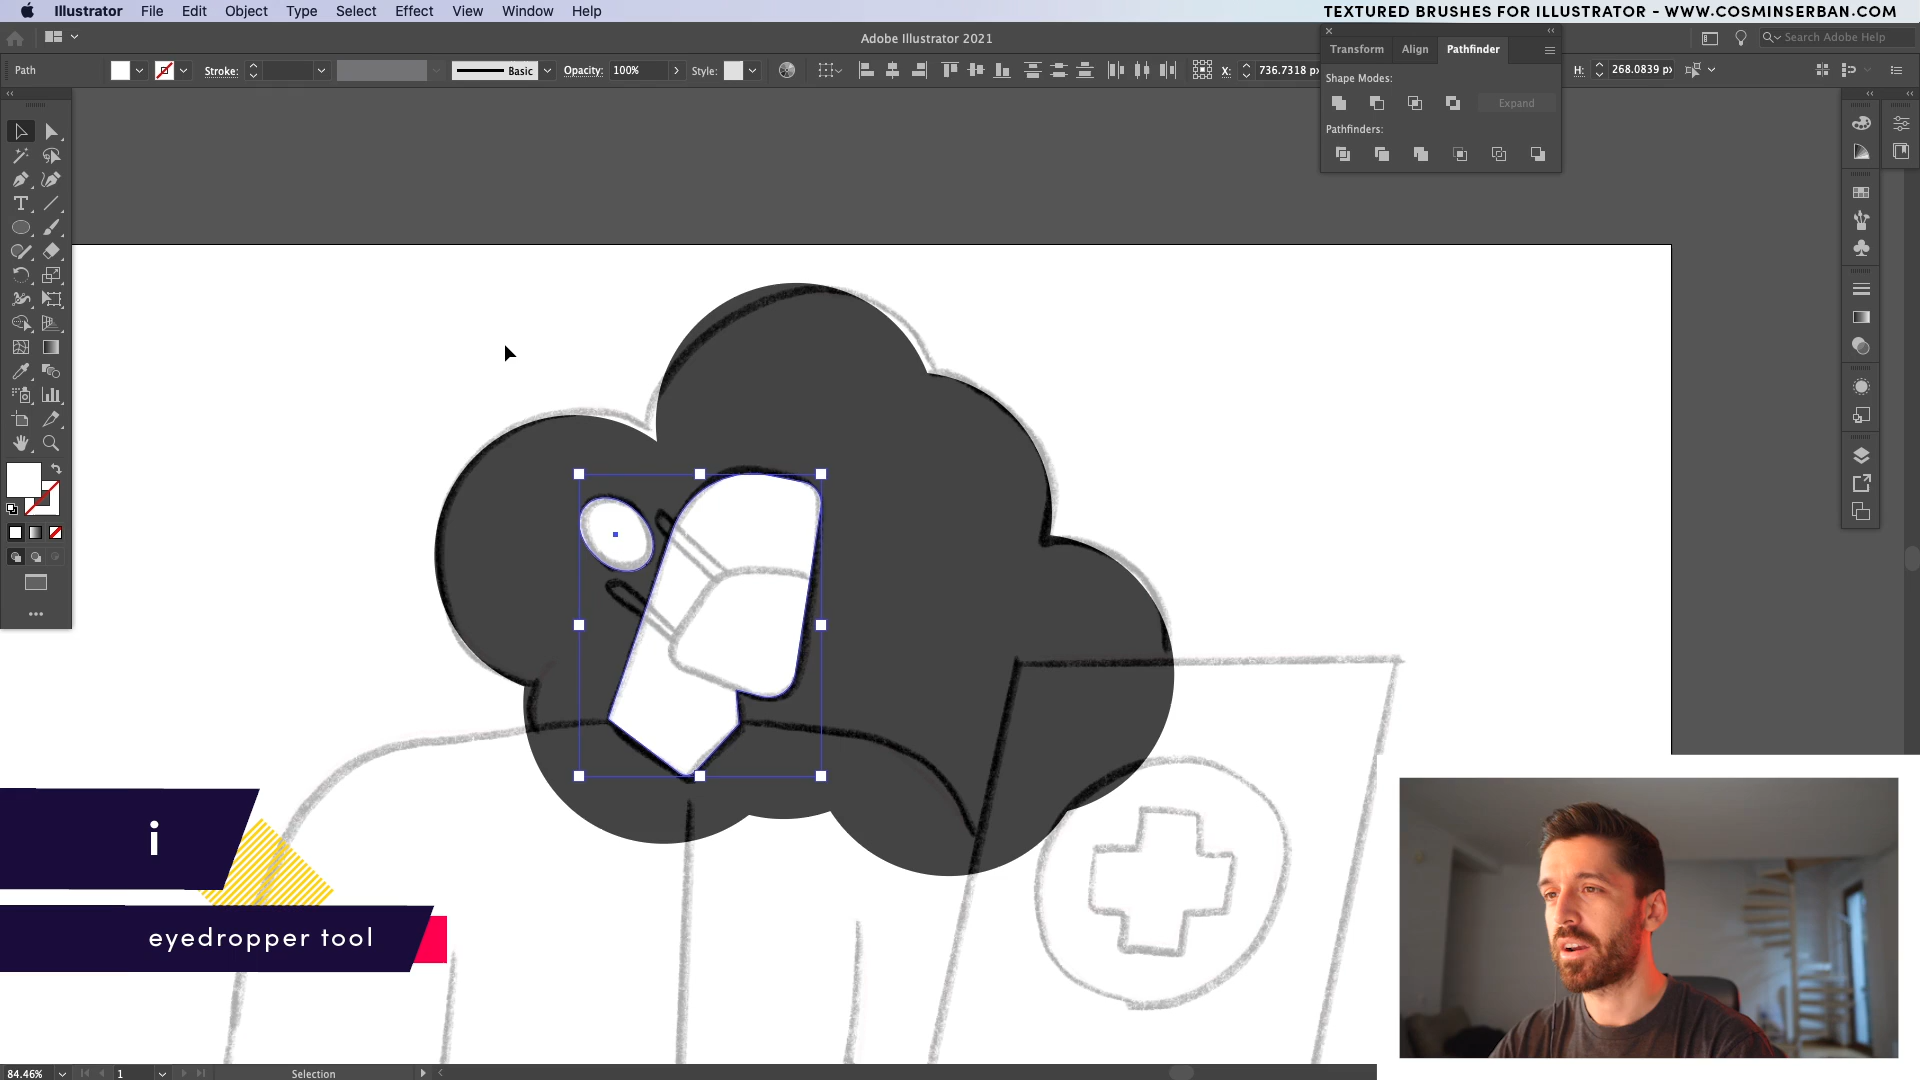 Illustrator File Edit Object Type Select Effect View Window Help
TEXTURED BRUSHES FOR ILLUSTRATOR - WWW.COSMINSERBAN.COM
Adobe Illustrator 2021
Search Adobe Help
Path
Stroke:
Basic
Opacity: 100%
Style:
X: 736.7318 px
H: 268.0839 px
Transform Align Pathfinder
Shape Modes:
Expand
Pathfinders:
i
eyedropper tool
84.46%
1
Selection